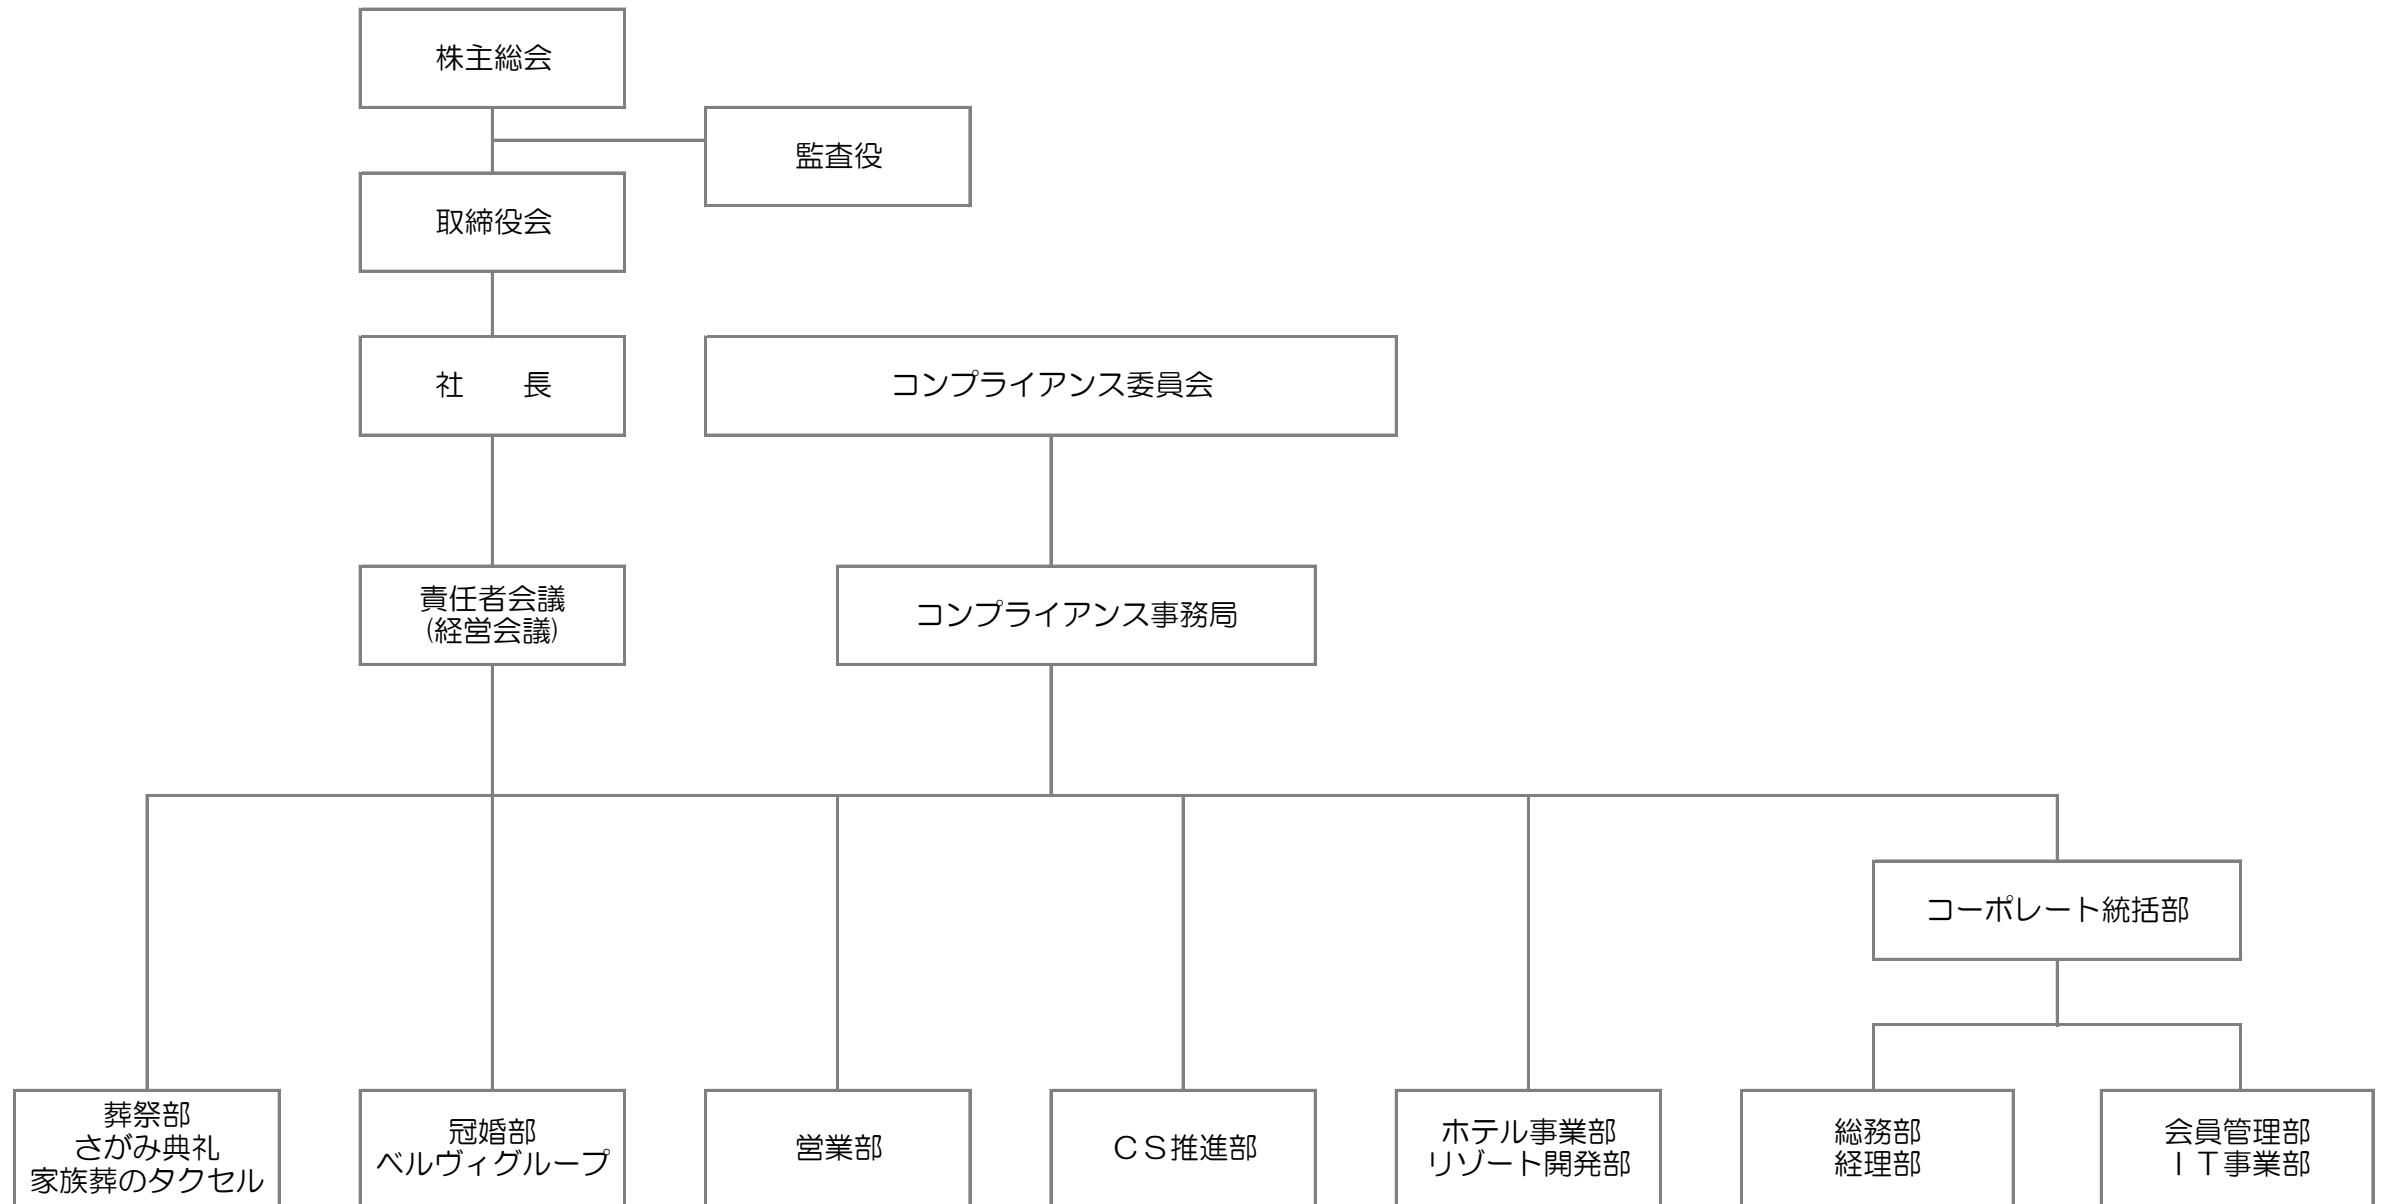 株主総会
監査役
取締役会
社　　長
コンプライアンス委員会
責任者会議
(経営会議)
コンプライアンス事務局
コーポレート統括部
葬祭部
さがみ典礼
家族葬のタクセル
冠婚部
ベルヴィグループ
営業部
ＣＳ推進部
ホテル事業部
リゾート開発部
総務部
経理部
会員管理部
ＩＴ事業部